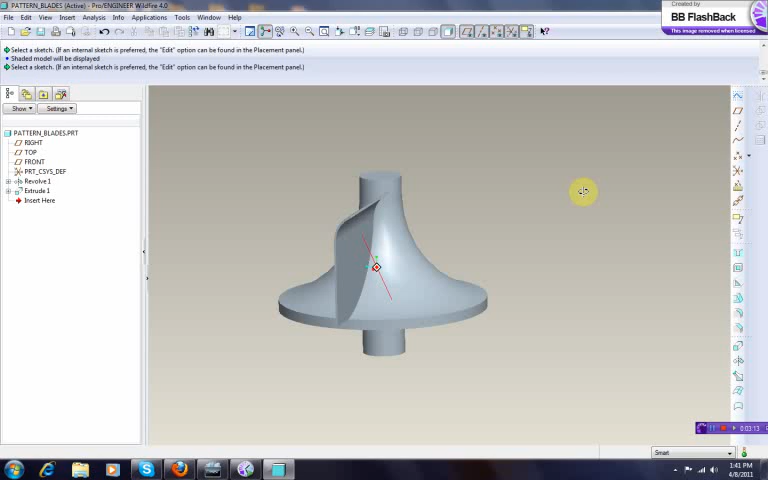 PATTERN_BLADES (Active) - Pro/ENGINEER Wildfire 4.0
Created by
BB FlashBack
This image removed when licensed
File Edit View Insert Analysis Info Applications Tools Window Help
Select a sketch. (If an internal sketch is preferred, the "Edit" option can be found in the Placement panel.)
Shaded model will be displayed
Select a sketch. (If an internal sketch is preferred, the "Edit" option can be found in the Placement panel.)
Show Settings
PATTERN_BLADES.PRT
RIGHT
TOP
FRONT
PRT_CSYS_DEF
Revolve 1
Extrude 1
Insert Here
0:03:13
Smart
1:41 PM
4/8/2011